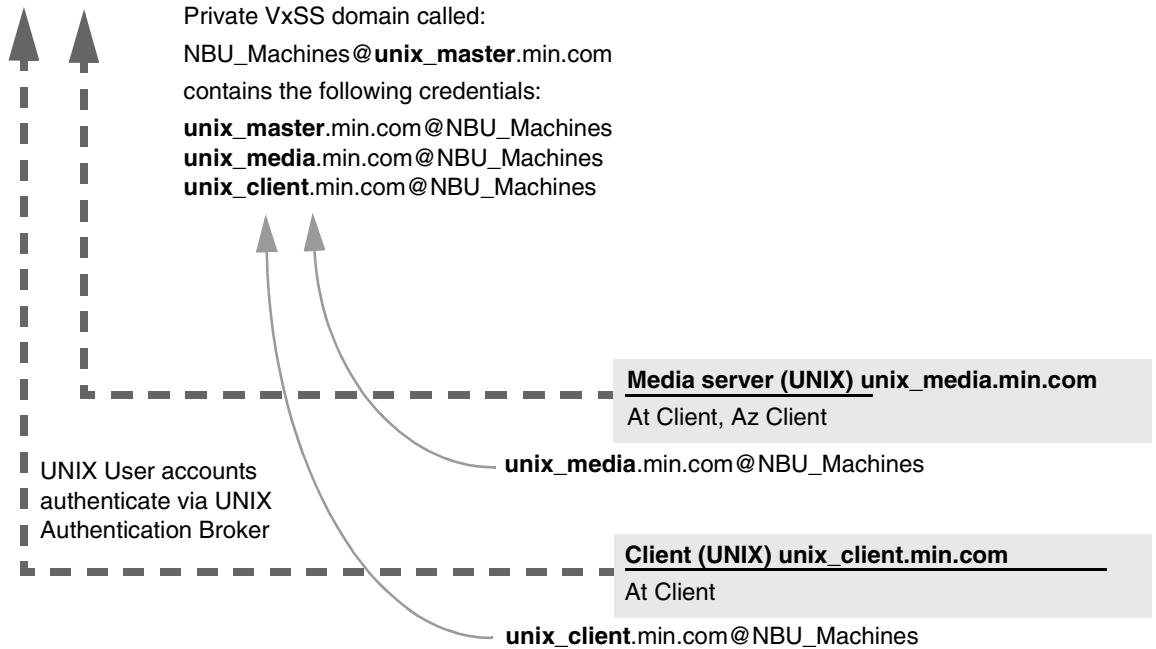 Private VxSS domain called:
NBU_Machines@unix_master.min.com
contains the following credentials:
unix_master.min.com@NBU_Machines
unix_media.min.com@NBU_Machines
unix_client.min.com@NBU_Machines
Media server (UNIX) unix_media.min.com
At Client, Az Client
unix_media.min.com@NBU_Machines
UNIX User accounts
authenticate via UNIX
Authentication Broker
Client (UNIX) unix_client.min.com
At Client
unix_client.min.com@NBU_Machines